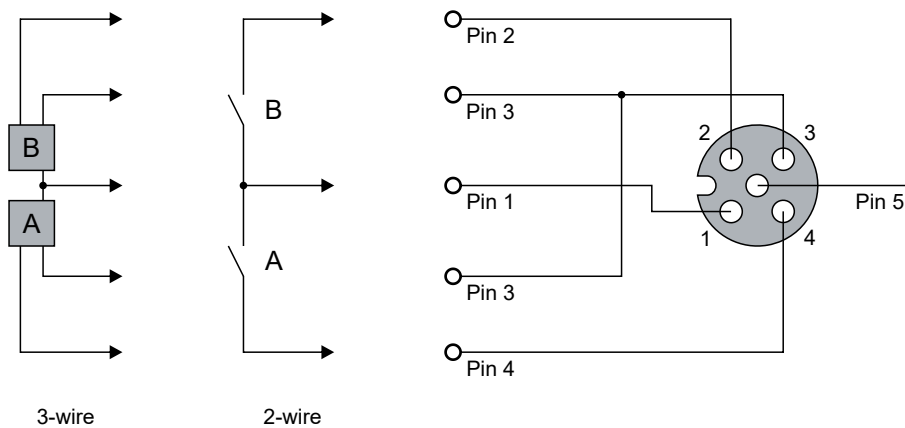 Pin 2
B
Pin 3
2 3
B
Pin 1
Pin 5
A
1 4
A
Pin 3
Pin 4
3-wire 2-wire